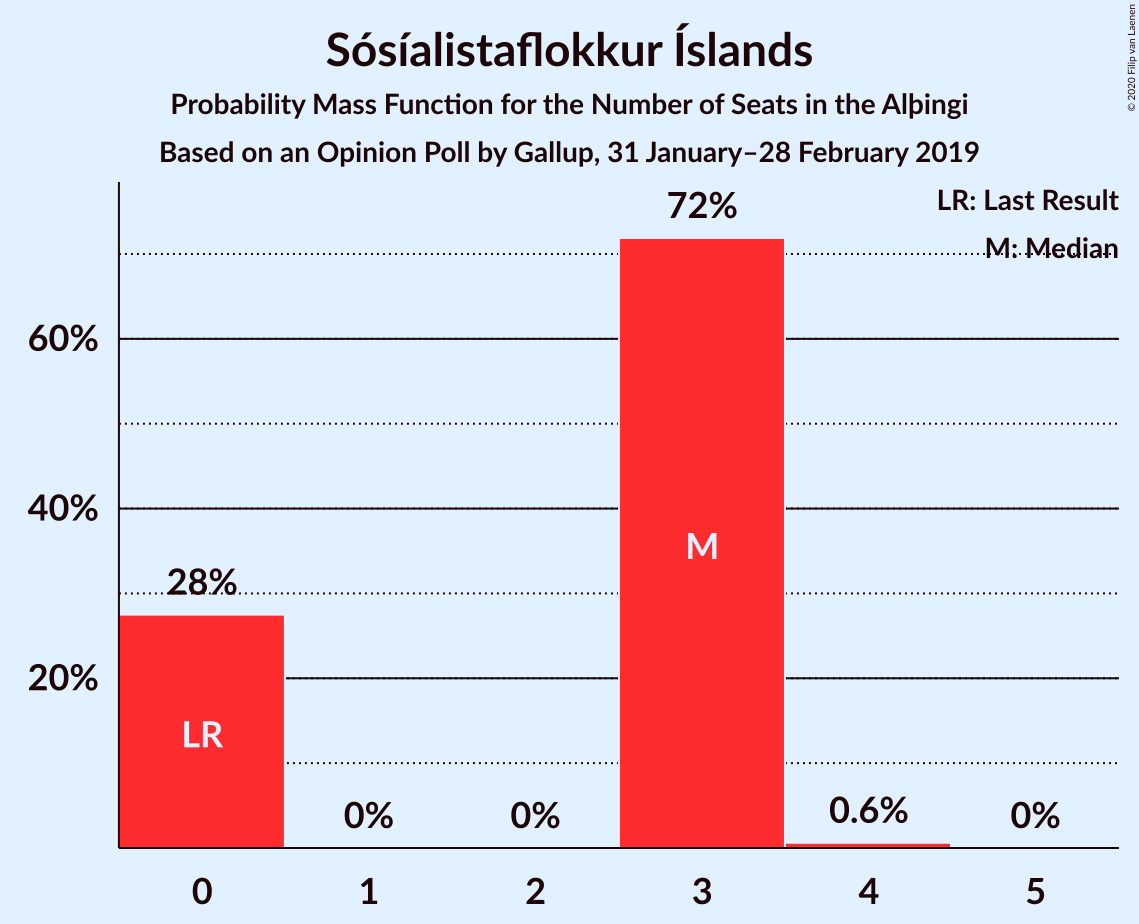 Sósíalistaflokkur Íslands
Probability Mass Function for the Number of Seats in the Alþingi
Based on an Opinion Poll by Gallup, 31 January–28 February 2019
© 2020 Filip van Laenen
LR: Last Result
M: Median
72%
60%
40%
20%
28%
LR
0%
0%
M
0.6%
0%
0
1
2
3
4
5